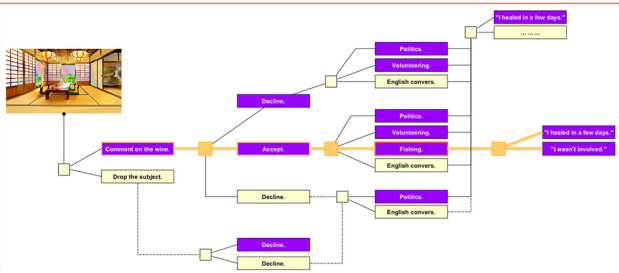 "I healed in a few days."
... ...
Politics.
Volunteering.
English convers.
Decline.
Politics.
Volunteering.
Comment on the wine.
Accept.
Fishing.
"I healed in a few days."
"I wasn't involved."
English convers.
Drop the subject.
Decline.
Politics.
English convers.
Decline.
Decline.